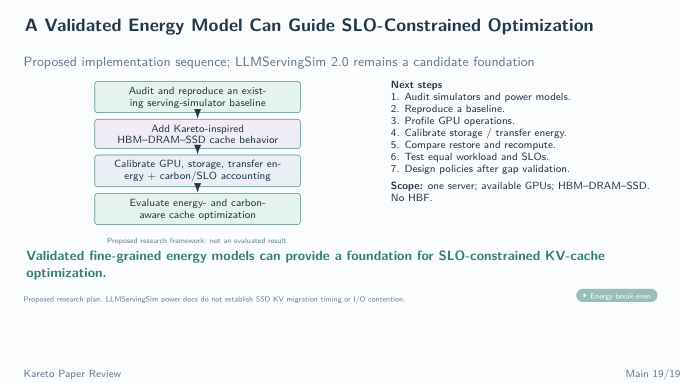 A Validated Energy Model Can Guide SLO-Constrained Optimization
Proposed implementation sequence; LLMServingSim 2.0 remains a candidate foundation
Audit and reproduce an exist-
ing serving-simulator baseline
Add Kareto-inspired
HBM–DRAM–SSD cache behavior
Calibrate GPU, storage, transfer en-
ergy + carbon/SLO accounting
Evaluate energy- and carbon-
aware cache optimization
Proposed research framework: not an evaluated result.
Next steps
1. Audit simulators and power models.
2. Reproduce a baseline.
3. Profile GPU operations.
4. Calibrate storage / transfer energy.
5. Compare restore and recompute.
6. Test equal workload and SLOs.
7. Design policies after gap validation.
Scope: one server; available GPUs; HBM–DRAM–SSD.
No HBF.
Validated fine-grained energy models can provide a foundation for SLO-constrained KV-cache
optimization.
Proposed research plan. LLMServingSim power docs do not establish SSD KV migration timing or I/O contention.
Energy break-even
Kareto Paper Review
Main 19/19